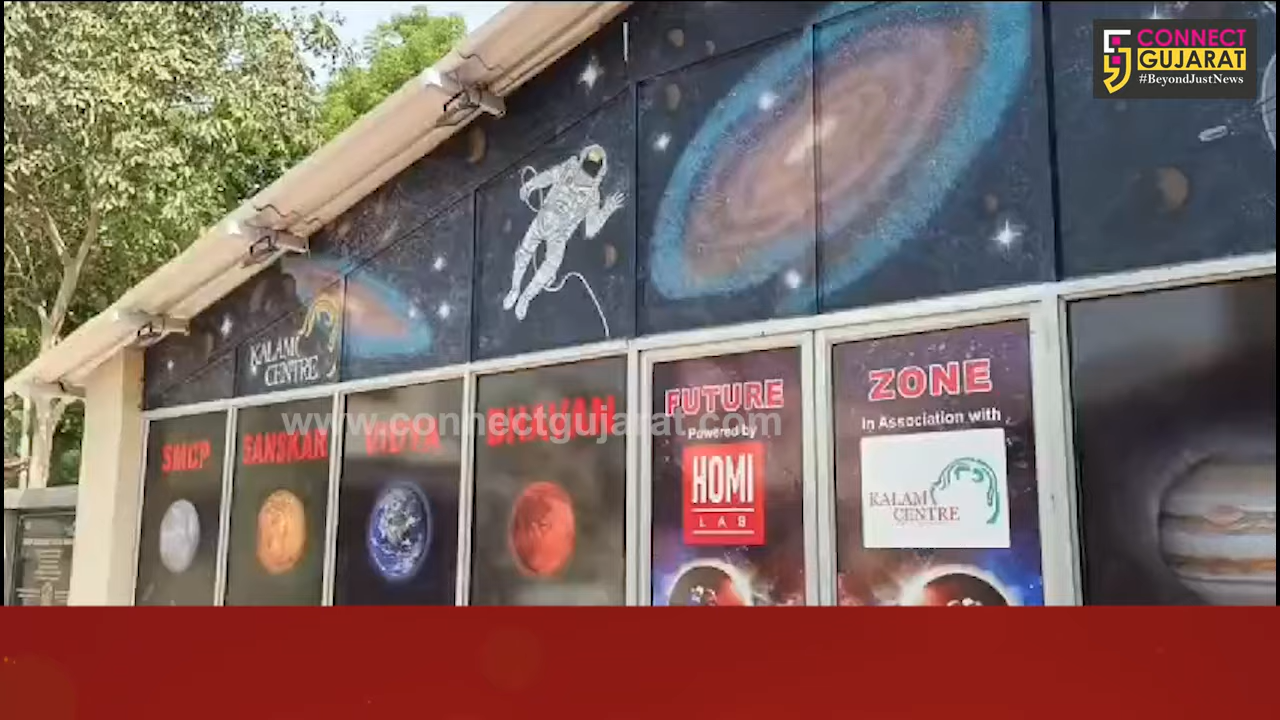 CONNECT
GUJARAT
#BeyondJustNews
KALAM
CENTRE
www.connectgujarat.com
SMCP SANSKAR VIDYA BHAVAN
FUTURE
Powered by
HOMI
LAB
ZONE
In Association with
KALAM
CENTRE